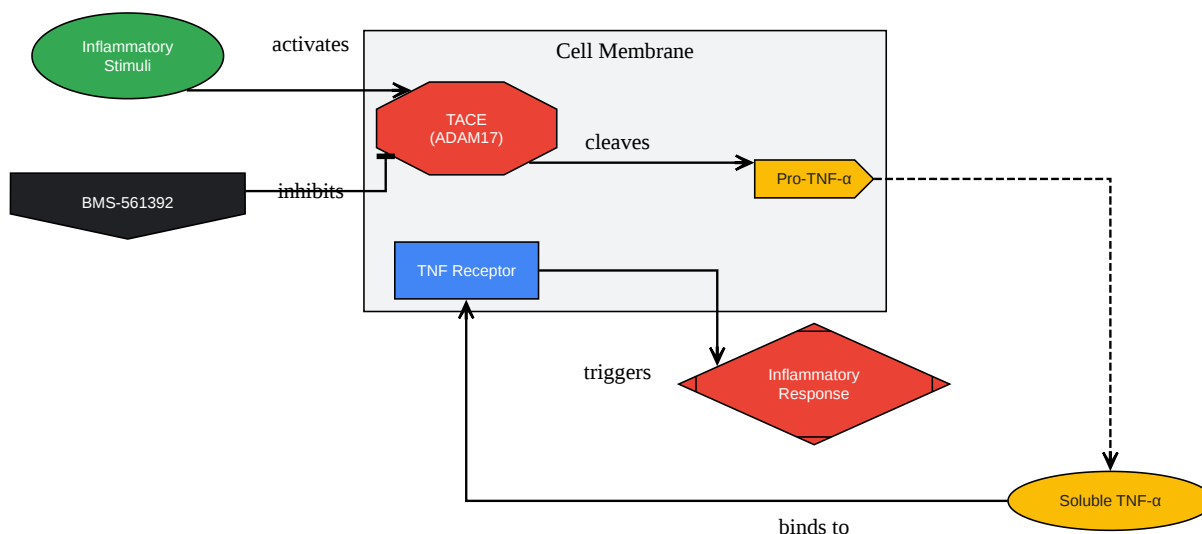 Inflammatory
Stimuli
activates
Cell Membrane
TACE
(ADAM17)
cleaves
Pro-TNF-α
BMS-561392
inhibits
TNF Receptor
triggers
Inflammatory
Response
Soluble TNF-α
binds to